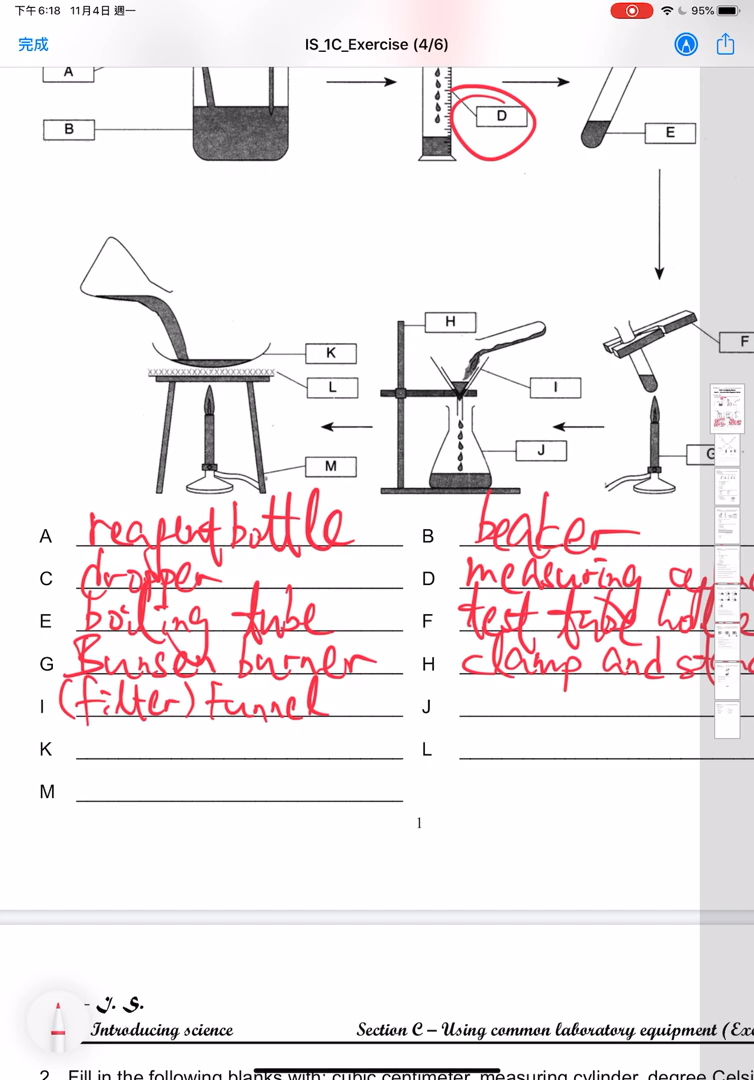 下午6:18 11月4日 週一
95%
完成
IS_1C_Exercise (4/6)
A
D
B
E
H
F
K
L
I
J
G
M
A reagent bottle B beaker
C dropper D measuring
E boiling tube F test tube
G Bunsen burner H clamp and
I (filter) funnel J
K L
M
1
I. S.
Introducing science Section C – Using common laboratory equipment (
2 Fill in the following blanks with: cubic centimeter, measuring cylinder, degree